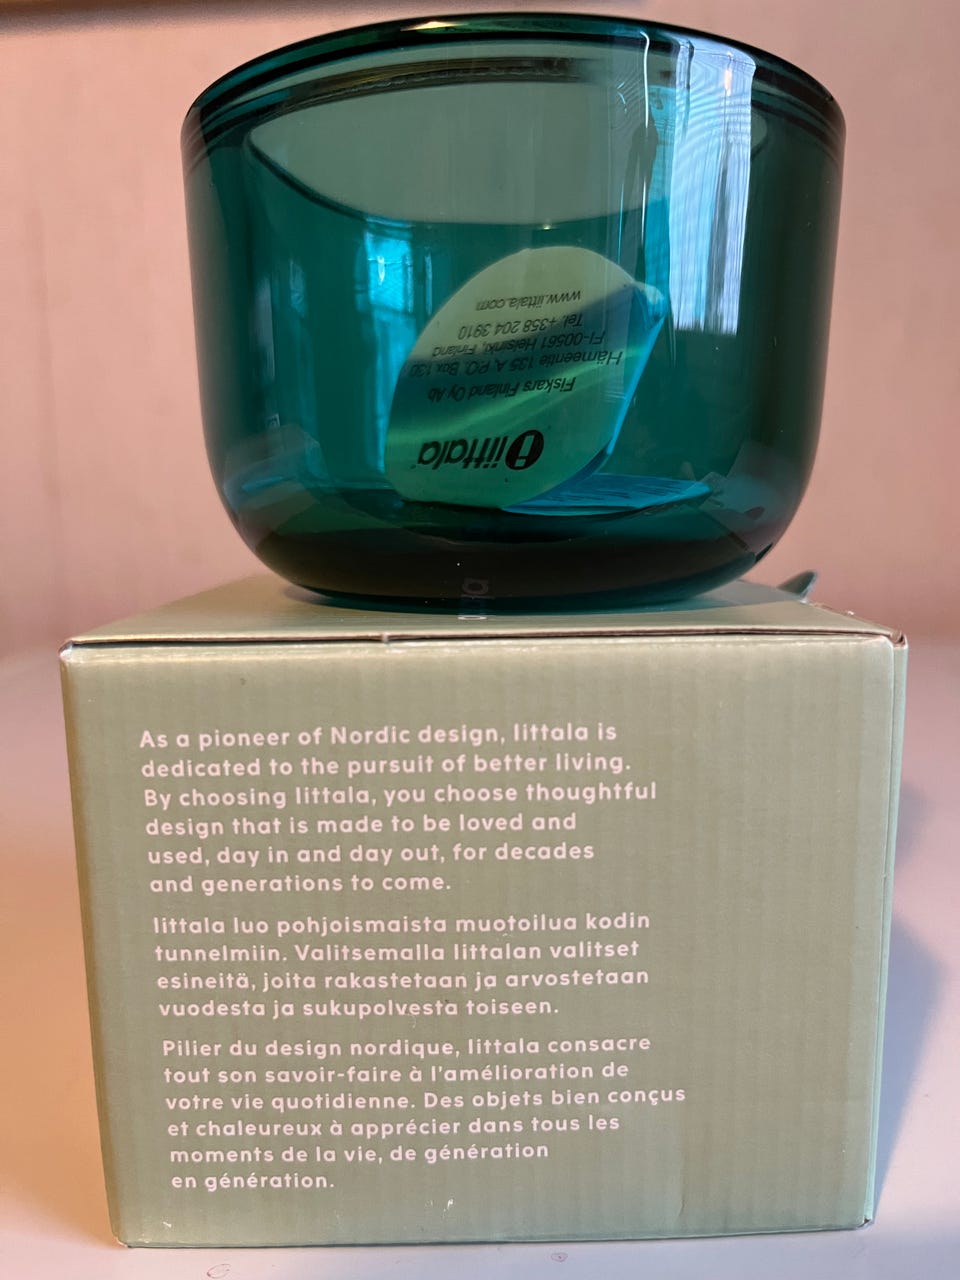 iittala
Fiskars Finland Oy Ab
Hämeentie 135 A, P.O. Box 130
FI-00561 Helsinki, Finland
Tel. +358 204 3910
www.iittala.com
As a pioneer of Nordic design, Iittala is
dedicated to the pursuit of better living.
By choosing Iittala, you choose thoughtful
design that is made to be loved and
used, day in and day out, for decades
and generations to come.
Iittala luo pohjoismaista muotoilua kodin
tunnelmiin. Valitsemalla Iittalan valitset
esineitä, joita rakastetaan ja arvostetaan
vuodesta ja sukupolvesta toiseen.
Pilier du design nordique, Iittala consacre
tout son savoir-faire à l'amélioration de
votre vie quotidienne. Des objets bien conçus
et chaleureux à apprécier dans tous les
moments de la vie, de génération
en génération.